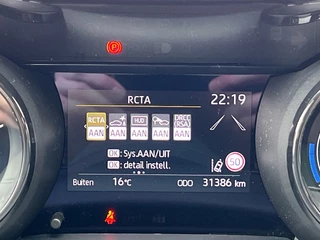 P
RCTA 22:19
RCTA HUD
AAN AAN AAN AAN AAN
OK : Sys.AAN/UIT
OK : detail instell.
50
Buiten 16°C ODO 31386 km